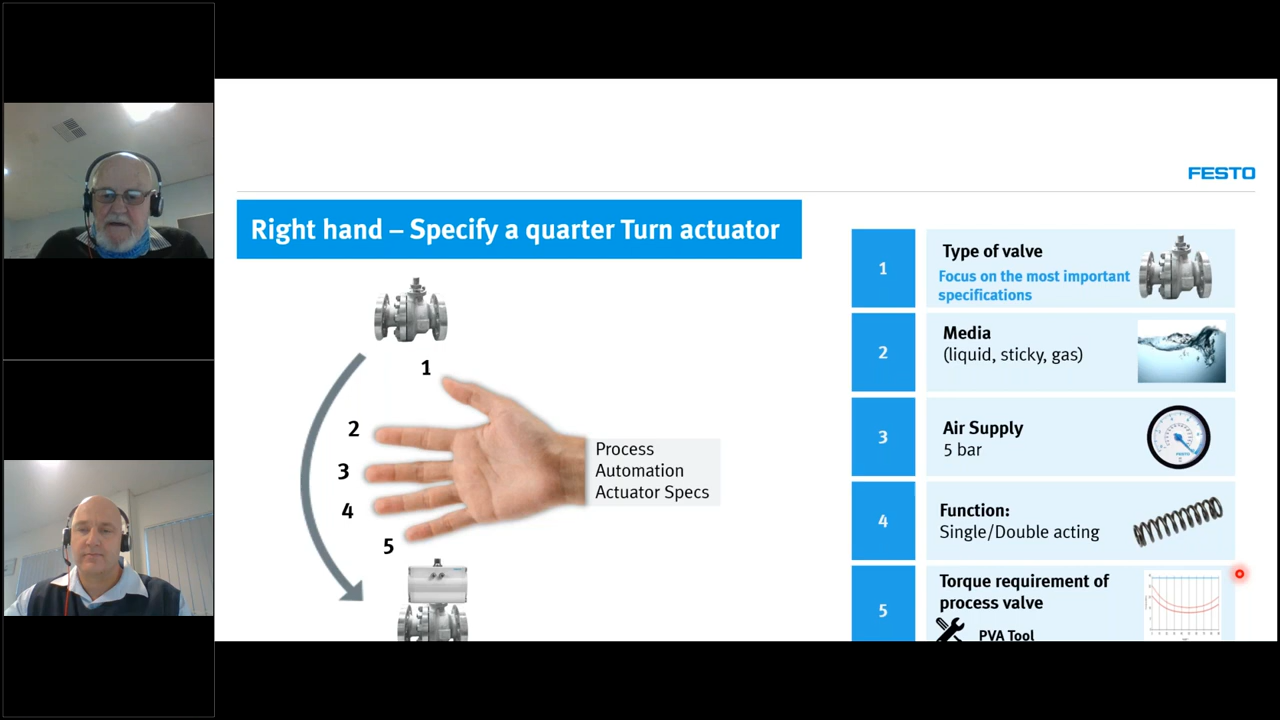 FESTO
Right hand – Specify a quarter Turn actuator
1
2
3
4
5
Process
Automation
Actuator Specs
1
Type of valve
Focus on the most important
specifications
2
Media
(liquid, sticky, gas)
3
Air Supply
5 bar
4
Function:
Single/Double acting
5
Torque requirement of
process valve
PVA Tool